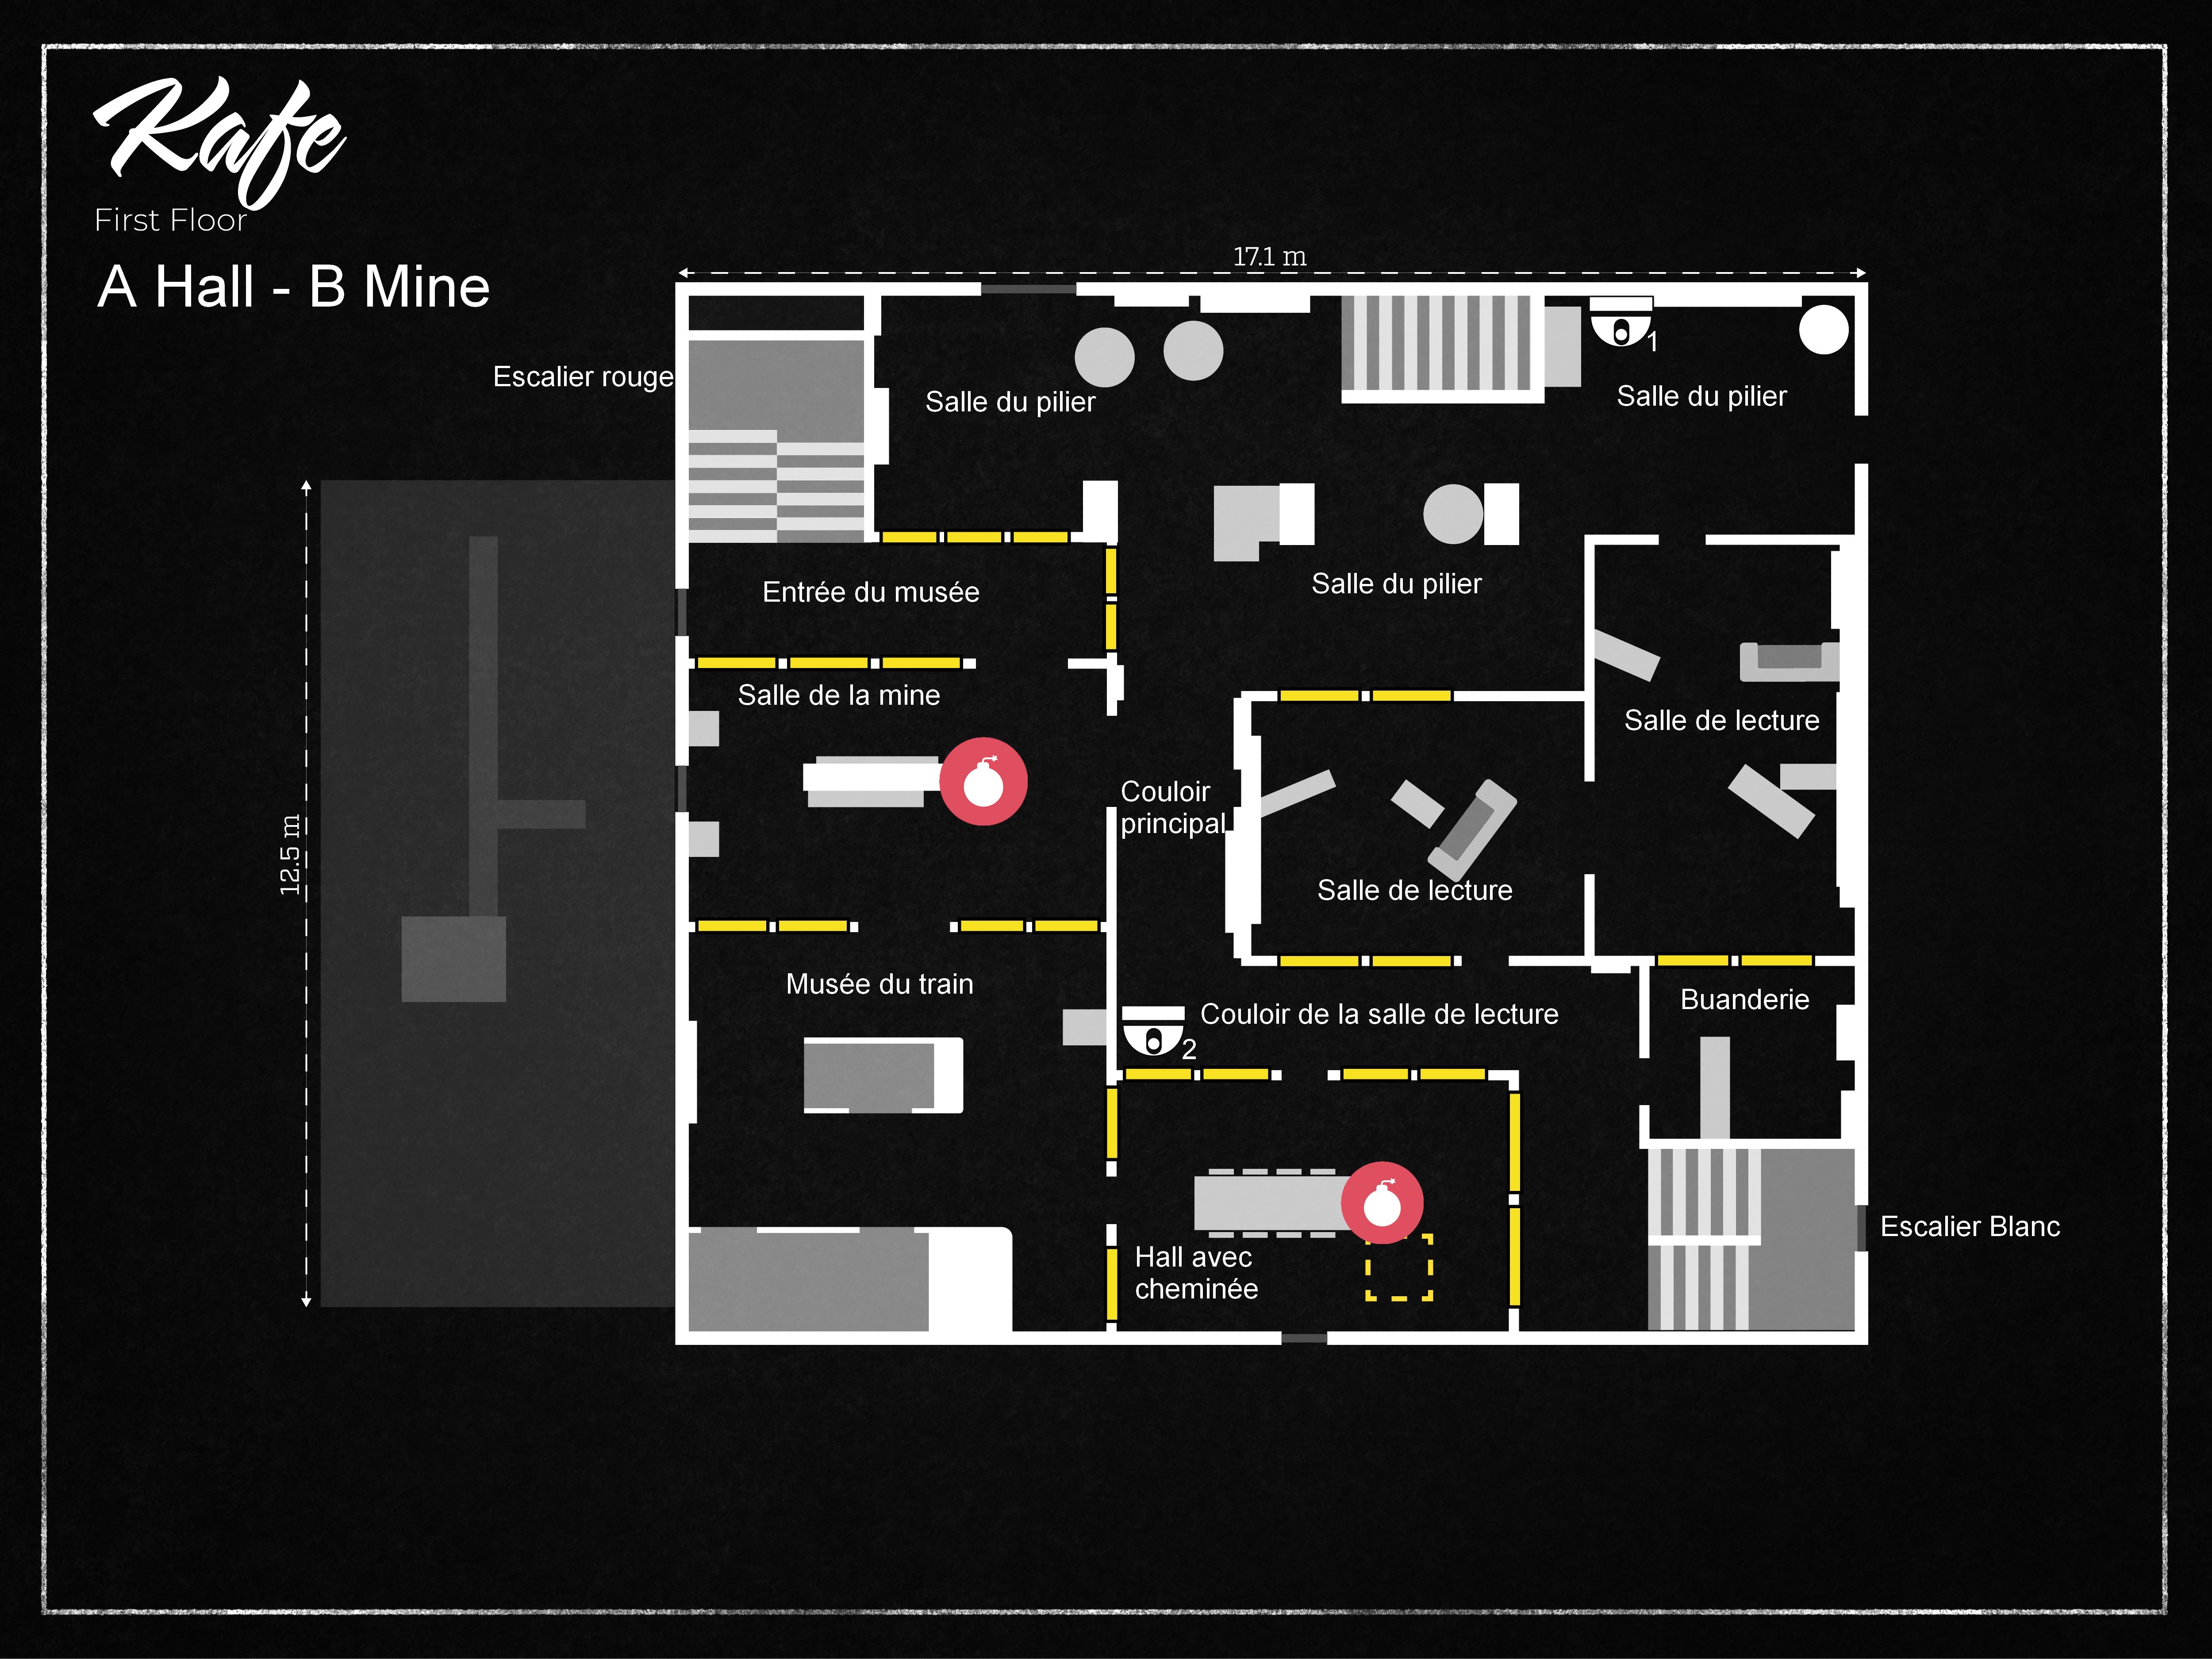 Kafe
First Floor
A Hall - B Mine
17.1 m
1
Escalier rouge
Salle du pilier
Salle du pilier
Entrée du musée
Salle du pilier
Salle de la mine
Salle de lecture
Couloir
principal
12.5 m
Salle de lecture
Musée du train
Buanderie
Couloir de la salle de lecture
2
Escalier Blanc
Hall avec
cheminée